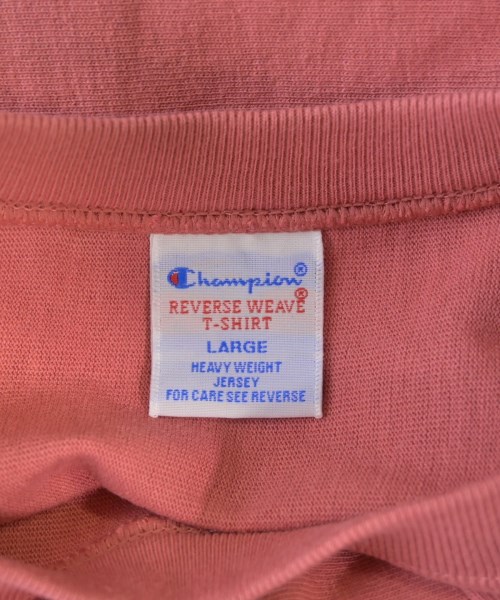 Champion®
REVERSE WEAVE®
T-SHIRT
LARGE
HEAVY WEIGHT
JERSEY
FOR CARE SEE REVERSE